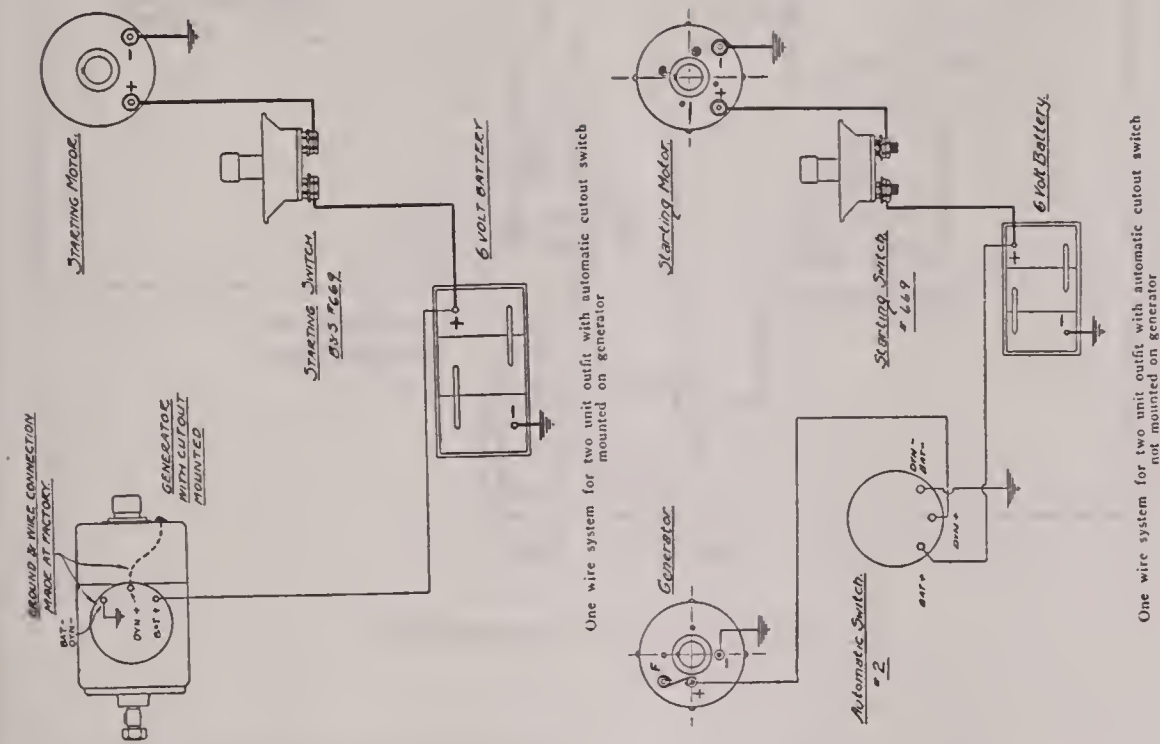 GROUND & WIRE CONNECTION
MADE AT FACTORY.
BAT -
DYN -
DYN +
BAT +
GENERATOR
WITH CUTOUT
MOUNTED
STARTING MOTOR.
+
-
STARTING SWITCH
B&S #669.
6 VOLT BATTERY
+
-
One wire system for two unit outfit with automatic cutout switch
mounted on generator
Generator.
F
+
-
Starting Motor.
+
-
Automatic Switch.
#2
BAT +
DYN +
DYN -
BAT -
Starting Switch.
#669
6 Volt Battery.
+
-
One wire system for two unit outfit with automatic cutout switch
not mounted on generator